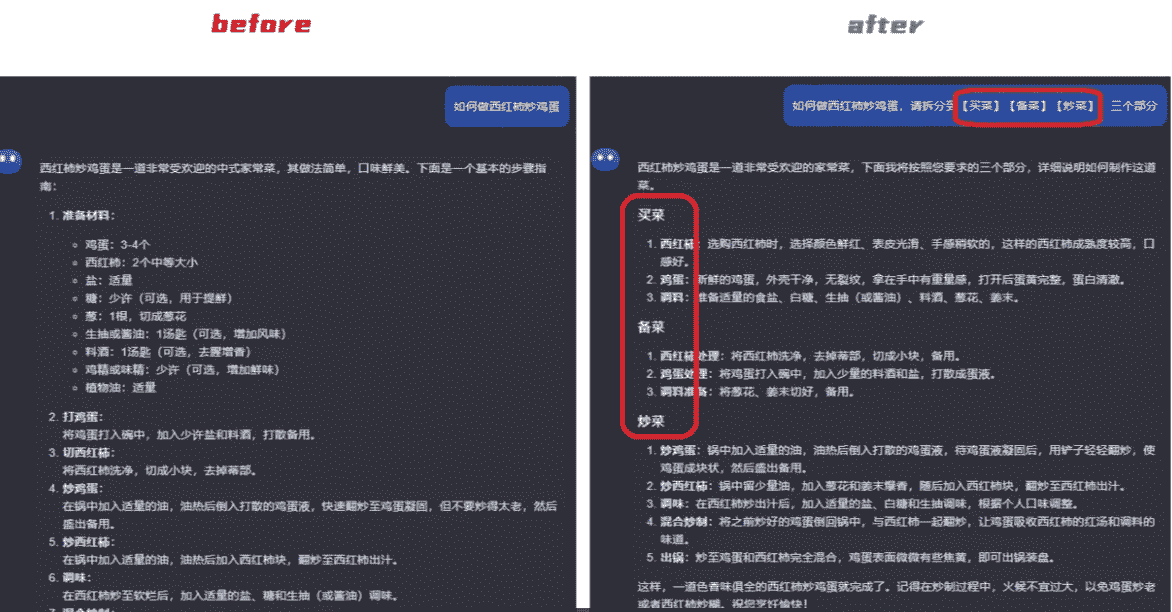 before
after
如何做西红柿炒鸡蛋
西红柿炒鸡蛋是一道非常受欢迎的中式家常菜，其做法简单，口味鲜美。下面是一个基本的步骤指
南：
1. 准备材料：
鸡蛋：3-4个
西红柿：2个中等大小
盐：适量
糖：少许（可选，用于提鲜）
葱：1根，切成葱花
生抽或酱油：1汤匙（可选，增加风味）
料酒：1汤匙（可选，去腥增香）
鸡精或味精：少许（可选，增加鲜味）
植物油：适量
2. 打鸡蛋：
将鸡蛋打入碗中，加入少许盐和料酒，打散备用。
3. 切西红柿：
将西红柿洗净，切成小块，去掉蒂部。
4. 炒鸡蛋：
在锅中加入适量的油，油热后倒入打散的鸡蛋液，快速翻炒至鸡蛋凝固，但不要炒得太老，然后
盛出备用。
5. 炒西红柿：
在锅中加入适量的油，油热后加入西红柿块，翻炒至西红柿出汁。
6. 调味：
在西红柿炒至软烂后，加入适量的盐、糖和生抽（或酱油）调味。
如何做西红柿炒鸡蛋，请拆分至【买菜】【备菜】【炒菜】 三个部分
西红柿炒鸡蛋是一道非常受欢迎的家常菜，下面我将按照您要求的三个部分，详细说明如何制作这道
菜。
买菜
1. 西红柿：选购西红柿时，选择颜色鲜红、表皮光滑、手感稍软的，这样的西红柿成熟度较高，口
感好。
2. 鸡蛋：新鲜的鸡蛋，外壳干净，无裂纹，拿在手中有重量感，打开后蛋黄完整，蛋白清澈。
3. 调料：准备适量的食盐、白糖、生抽（或酱油）、料酒、葱花、姜末。
备菜
1. 西红柿处理：将西红柿洗净，去掉蒂部，切成小块，备用。
2. 鸡蛋处理：将鸡蛋打入碗中，加入少量的料酒和盐，打散成蛋液。
3. 调料准备：将葱花、姜末切好，备用。
炒菜
1. 炒鸡蛋：锅中加入适量的油，油热后倒入打散的鸡蛋液，待鸡蛋液凝固后，用铲子轻轻翻炒，使
鸡蛋成块状，然后盛出备用。
2. 炒西红柿：锅中留少量油，加入葱花和姜末爆香，随后加入西红柿块，翻炒至西红柿出汁。
3. 调味：在西红柿炒出汁后，加入适量的盐、白糖和生抽调味，根据个人口味调整。
4. 混合炒制：将之前炒好的鸡蛋倒回锅中，与西红柿一起翻炒，让鸡蛋吸收西红柿的红汤和调料的
味道。
5. 出锅：炒至鸡蛋和西红柿完全混合，鸡蛋表面微微有些焦黄，即可出锅装盘。
这样，一道色香味俱全的西红柿炒鸡蛋就完成了。记得在炒制过程中，火候不宜过大，以免鸡蛋炒老
或者西红柿炒糊。祝您烹饪愉快！